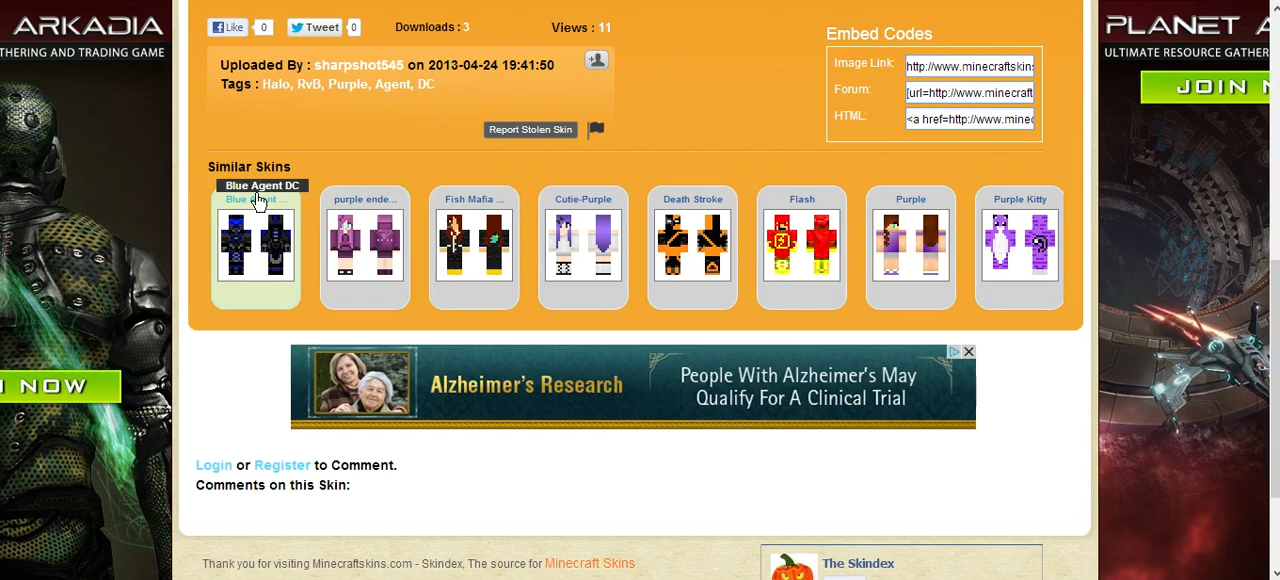 ARKADIA
THERING AND TRADING GAME
N NOW
Like 0 Tweet 0 Downloads : 3 Views : 11
Uploaded By : sharpshot545 on 2013-04-24 19:41:50
Tags : Halo, RvB, Purple, Agent, DC
Report Stolen Skin
Embed Codes
Image Link: http://www.minecraftskin
Forum: [url=http://www.minecraft
HTML: <a href=http://www.minec
Similar Skins
Blue Agent DC
purple ende... Fish Mafia ... Cutie-Purple Death Stroke Flash Purple Purple Kitty
Alzheimer's Research
People With Alzheimer's May
Qualify For A Clinical Trial
Login or Register to Comment.
Comments on this Skin:
Thank you for visiting Minecraftskins.com - Skindex, The source for Minecraft Skins
The Skindex
PLANET A
ULTIMATE RESOURCE GATHER
JOIN N